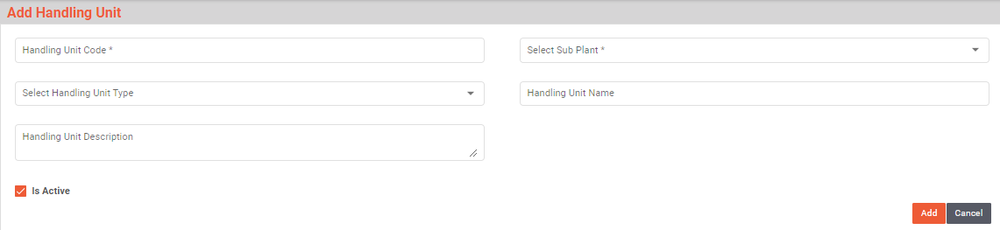 Add Handling Unit
Handling Unit Code *
Select Sub Plant *
Select Handling Unit Type
Handling Unit Name
Handling Unit Description
Is Active
Add
Cancel